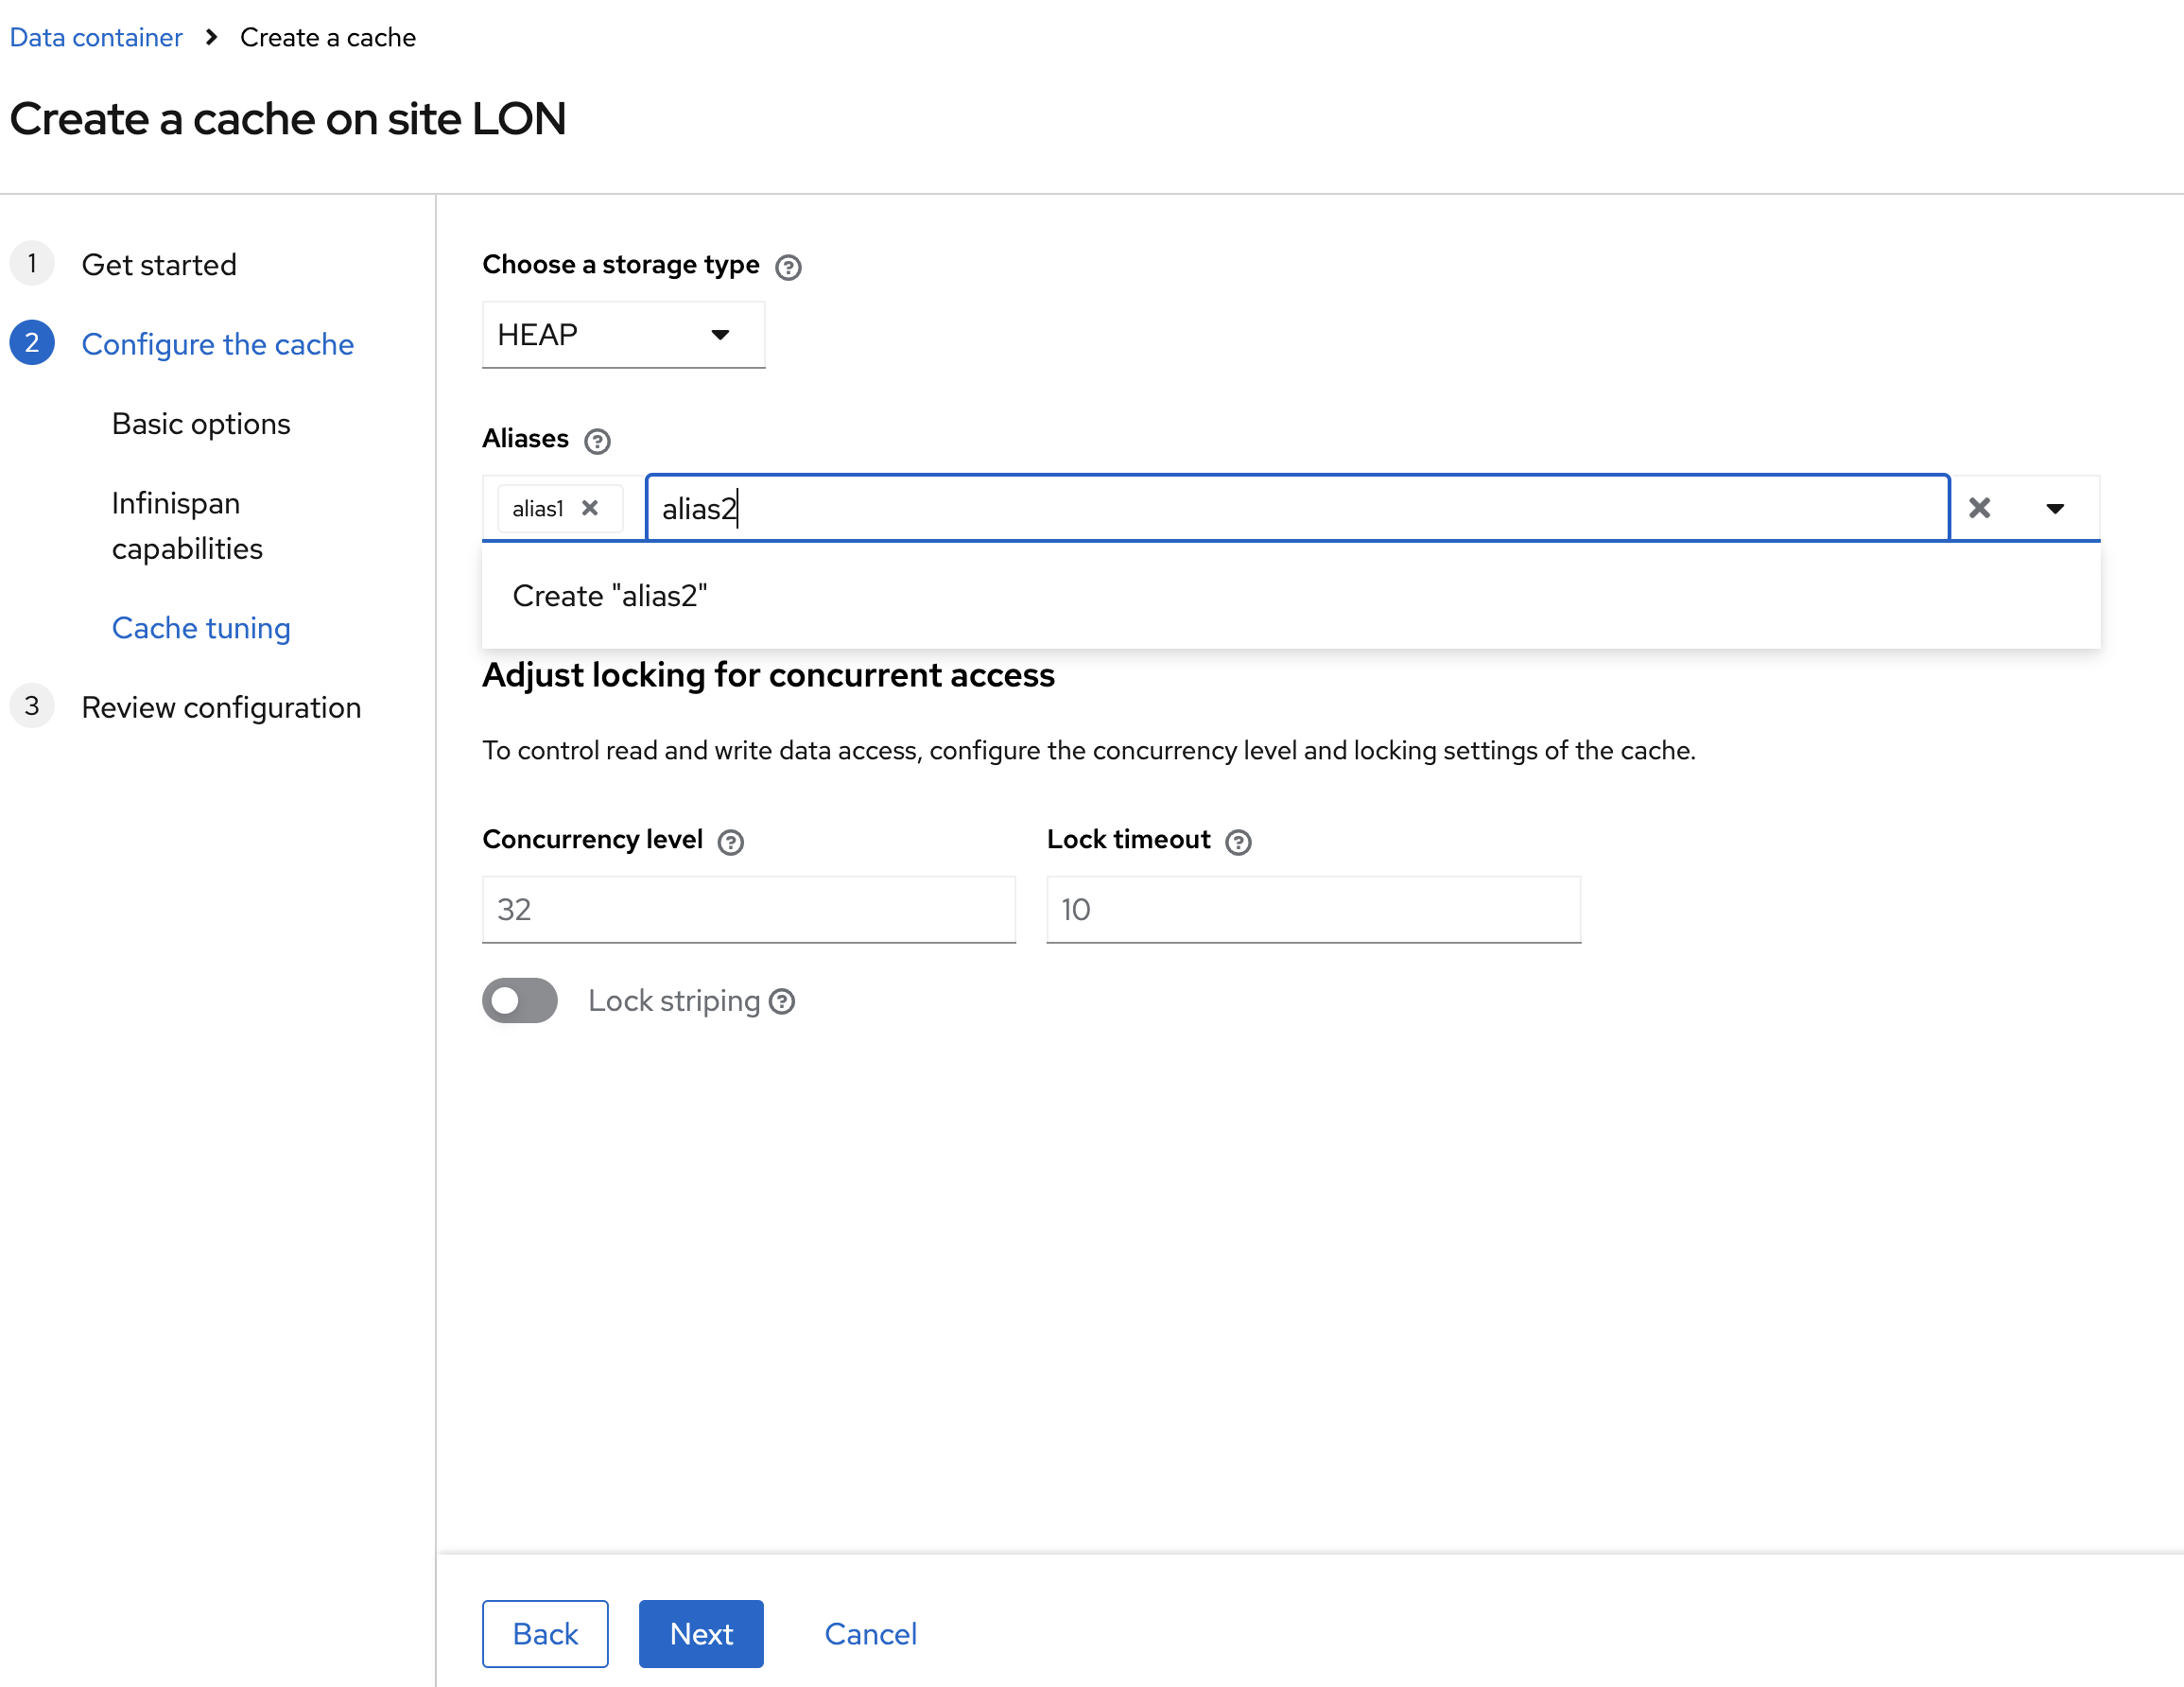 Data container > Create a cache
Create a cache on site LON
1 Get started
2 Configure the cache
Basic options
Infinispan
capabilities
Cache tuning
3 Review configuration
Choose a storage type
HEAP
Aliases
alias1 alias2
Create "alias2"
Adjust locking for concurrent access
To control read and write data access, configure the concurrency level and locking settings of the cache.
Concurrency level Lock timeout
32 10
Lock striping
Back Next Cancel